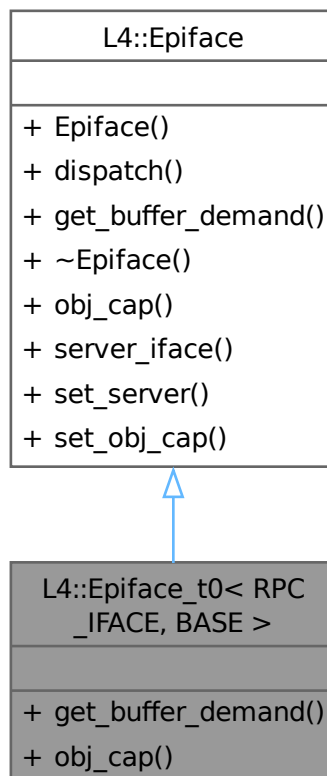 L4::Epiface
+ Epiface()
+ dispatch()
+ get_buffer_demand()
+ ~Epiface()
+ obj_cap()
+ server_iface()
+ set_server()
+ set_obj_cap()
L4::Epiface_t0< RPC
_IFACE, BASE >
+ get_buffer_demand()
+ obj_cap()